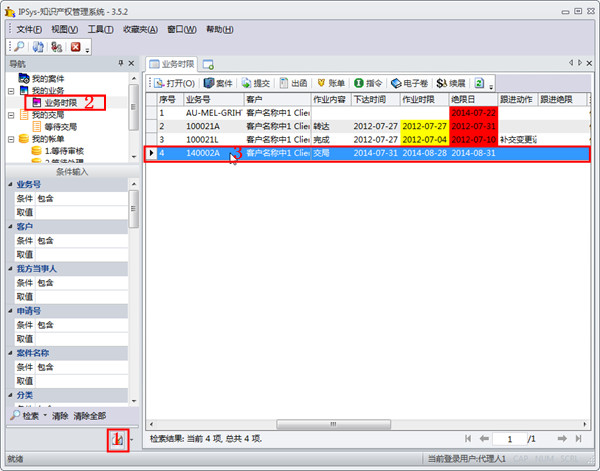 IPSys-知识产权管理系统 - 3.5.2
文件(F) 视图(V) 工具(T) 收藏夹(A) 窗口(W) 帮助(H)
导航
我的案件
我的业务
业务时限 2
我的交局
等待交局
我的帐单
1.等待审核
2.等待处理
条件输入
业务号
条件 包含
取值
客户
条件 包含
取值
我方当事人
条件 包含
取值
申请号
条件 包含
取值
案件名称
条件 包含
取值
分类
检索 清除 清除全部
1
业务时限
打开(O) 案件 提交 出函 账单 指令 电子卷 续展
序号 业务号 客户 作业内容 下达时间 作业时限 绝限日 跟进动作 跟进绝限
1 AU-MEL-GRIH 客户名称中1 Clien 2014-07-22
2 100021A 客户名称中1 Clien 转达 2012-07-27 2012-07-27 2012-07-31
3 100021L 客户名称中1 Clien 完成 2012-07-27 2012-07-04 2012-07-10 补交变更证
4 140002A 3 客户名称中1 Clien 交局 2014-07-31 2014-08-28 2014-08-31
检索结果: 当前 4 项, 总共 4 项.
1 /1
就绪
当前登录用户:代理人1 CAP NUM SCRL